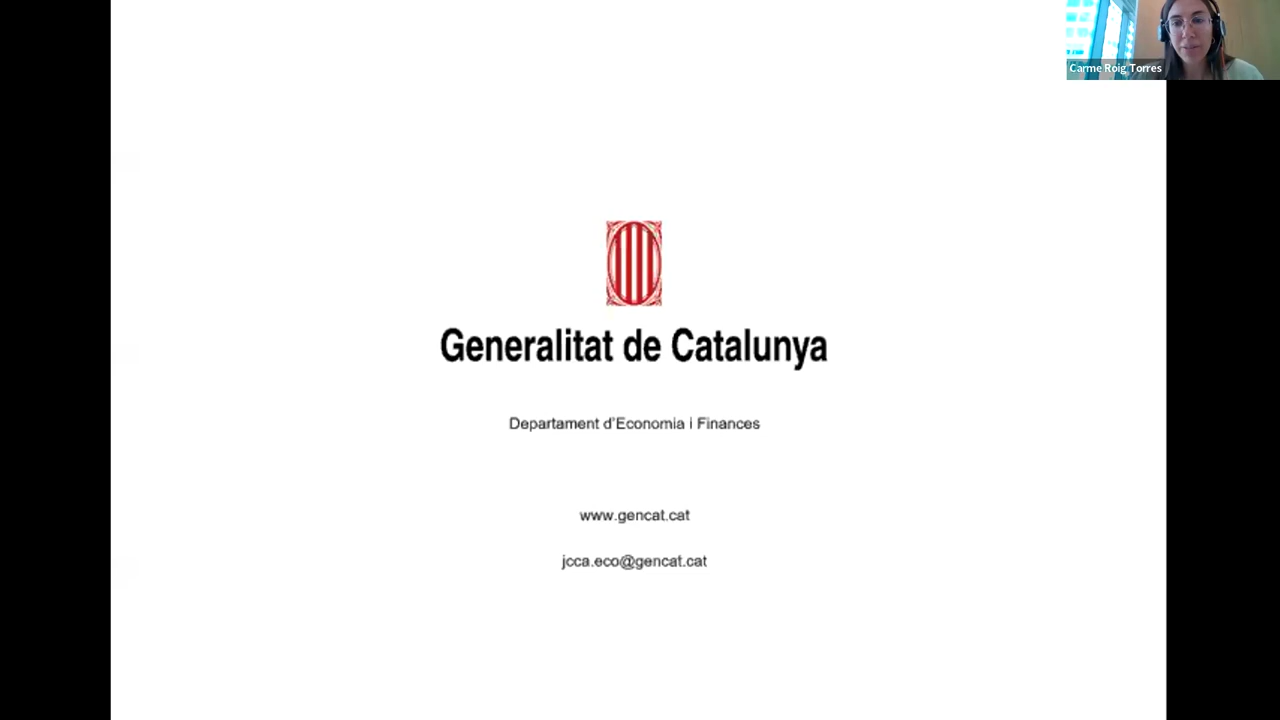 Carme Roig Torres
Generalitat de Catalunya
Departament d'Economia i Finances
www.gencat.cat
jcca.eco@gencat.cat